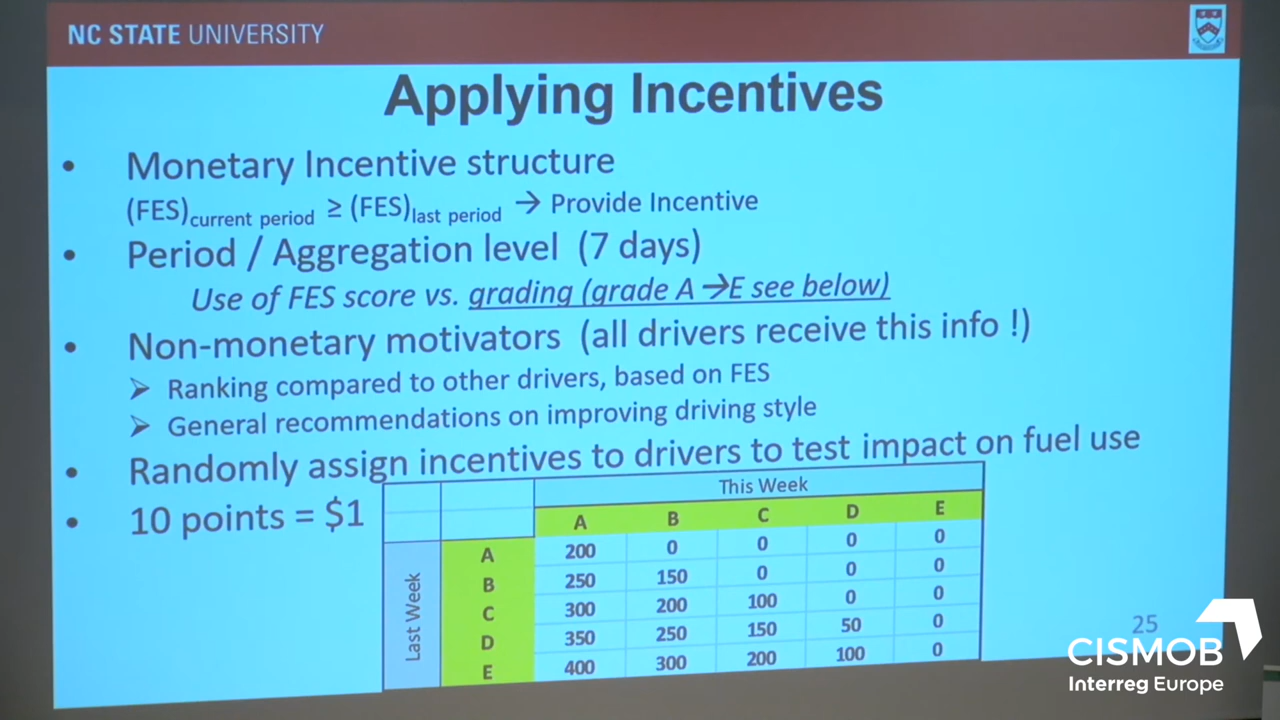 NC STATE UNIVERSITY
Applying Incentives
• Monetary Incentive structure
(FES)current period ≥ (FES)last period → Provide Incentive
• Period / Aggregation level (7 days)
Use of FES score vs. grading (grade A →E see below)
• Non-monetary motivators (all drivers receive this info !)
➢ Ranking compared to other drivers, based on FES
➢ General recommendations on improving driving style
• Randomly assign incentives to drivers to test impact on fuel use
• 10 points = $1
This Week
A B C D E
Last Week
A 200 0 0 0 0
B 250 150 0 0 0
C 300 200 100 0 0
D 350 250 150 50 0
E 400 300 200 100 0
25
CISMOB
Interreg Europe